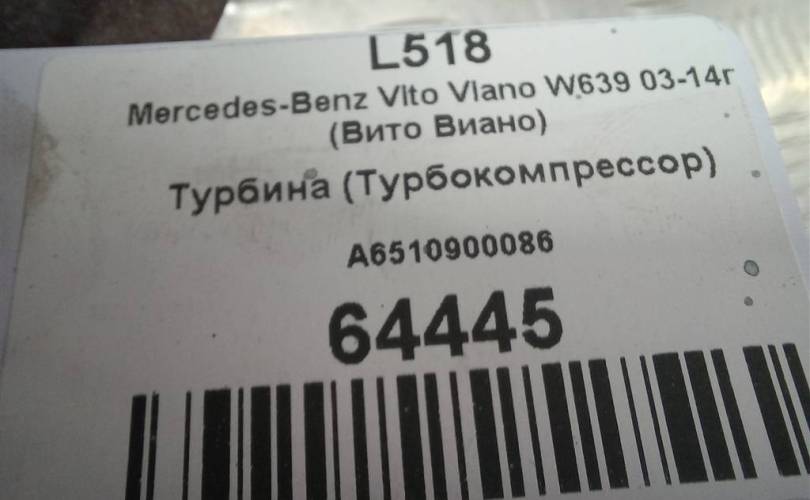 L518
Mercedes-Benz Vito Viano W639 03-14г
(Вито Виано)
Турбина (Турбокомпрессор)
A6510900086
64445